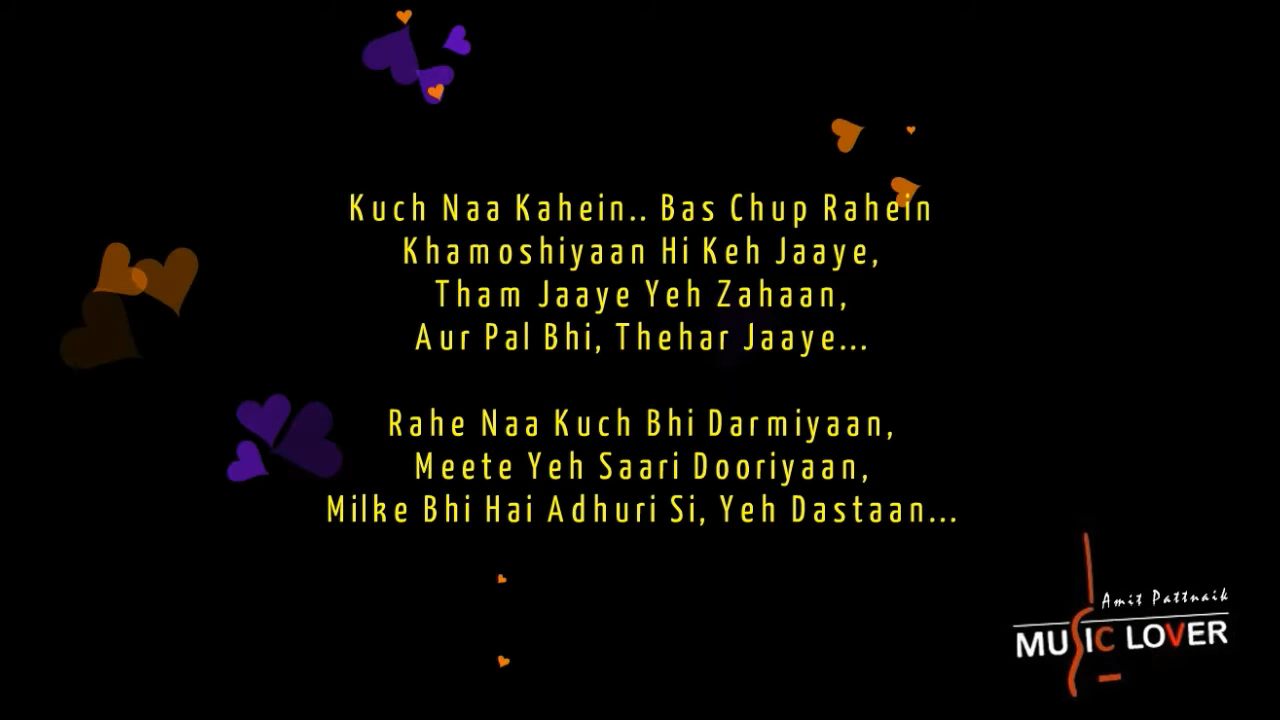 Kuch Naa Kahein.. Bas Chup Rahein
Khamoshiyaan Hi Keh Jaaye,
Tham Jaaye Yeh Zahaan,
Aur Pal Bhi, Thehar Jaaye...
Rahe Naa Kuch Bhi Darmiyaan,
Meete Yeh Saari Dooriyaan,
Milke Bhi Hai Adhuri Si, Yeh Dastaan...
Amit Pattnaik
MUSIC LOVER